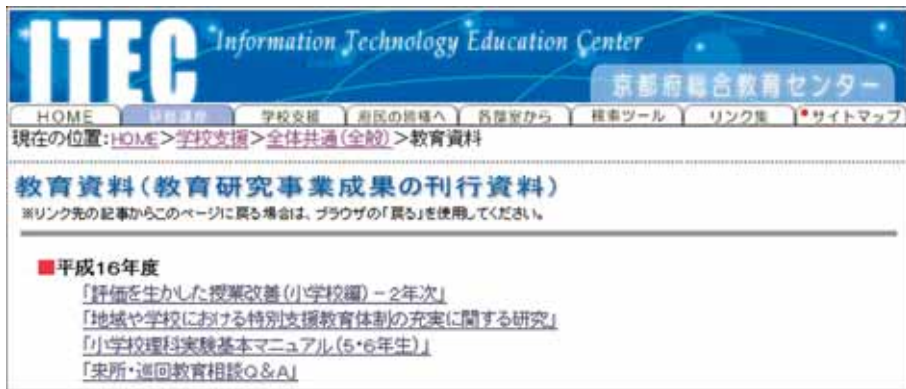 ITEC Information Technology Education Center
京都府総合教育センター
HOME 研修講座 学校支援 府民の皆様へ 各部室から 検索ツール リンク集 サイトマップ
現在の位置:HOME>学校支援>全体共通(全般)>教育資料
教育資料(教育研究事業成果の刊行資料)
※リンク先の記事からこのページに戻る場合は、ブラウザの「戻る」を使用してください。
■平成16年度
「評価を生かした授業改善(小学校編)-2年次」
「地域や学校における特別支援教育体制の充実に関する研究」
「小学校理科実験基本マニュアル(5・6年生)」
「来所・巡回教育相談Q&A」